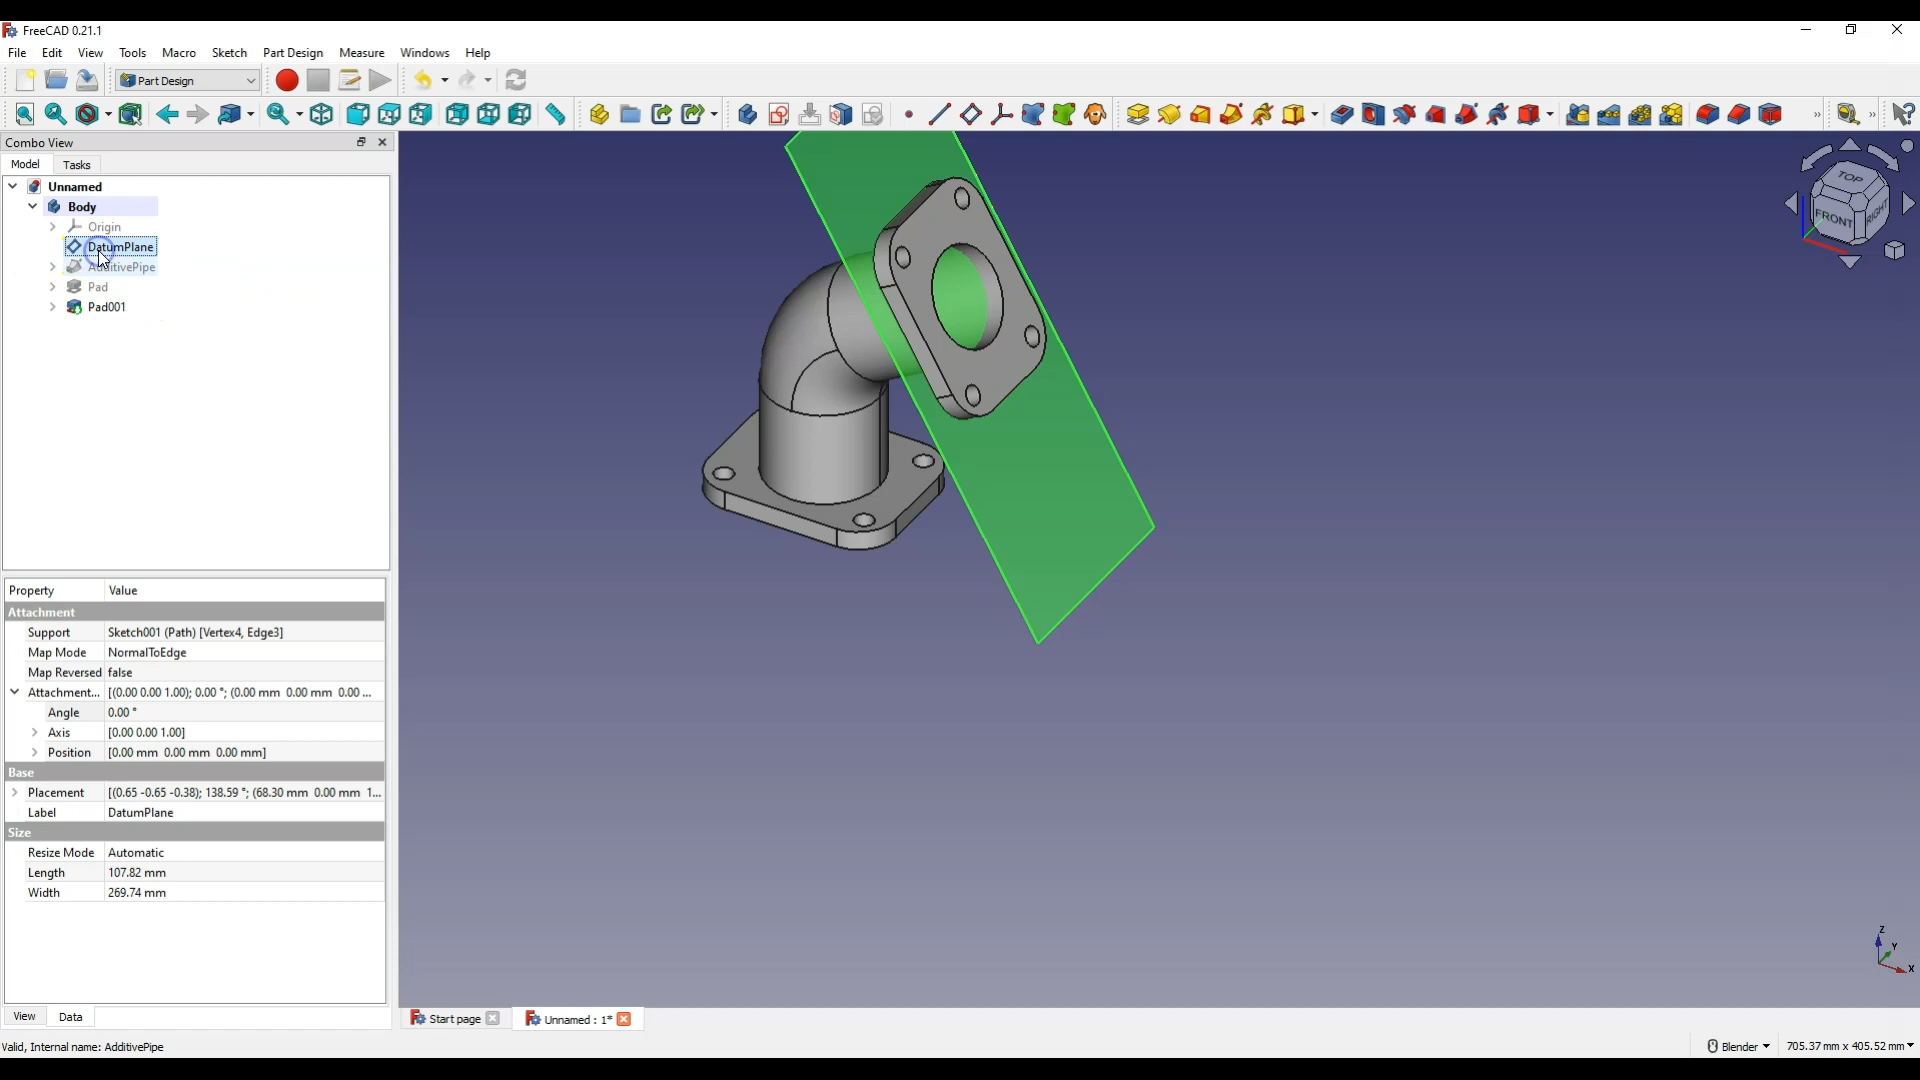 FreeCAD 0.21.1
File Edit View Tools Macro Sketch Part Design Measure Windows Help
Part Design
Combo View
Model Tasks
Unnamed
Body
Origin
DatumPlane
AdditivePipe
Pad
Pad001
TOP
FRONT
RIGHT
Property Value
Attachment
Support Sketch001 (Path) [Vertex4, Edge3]
Map Mode NormalToEdge
Map Reversed false
Attachment... [(0.00 0.00 1.00); 0.00 °; (0.00 mm 0.00 mm 0.00 ...
Angle 0.00 °
Axis [0.00 0.00 1.00]
Position [0.00 mm 0.00 mm 0.00 mm]
Base
Placement [(0.65 -0.65 -0.38); 138.59 °; (68.30 mm 0.00 mm 1...
Label DatumPlane
Size
Resize Mode Automatic
Length 107.82 mm
Width 269.74 mm
Z
Y
X
View Data
Start page Unnamed : 1*
Valid, Internal name: AdditivePipe
Blender 705.37 mm x 405.52 mm